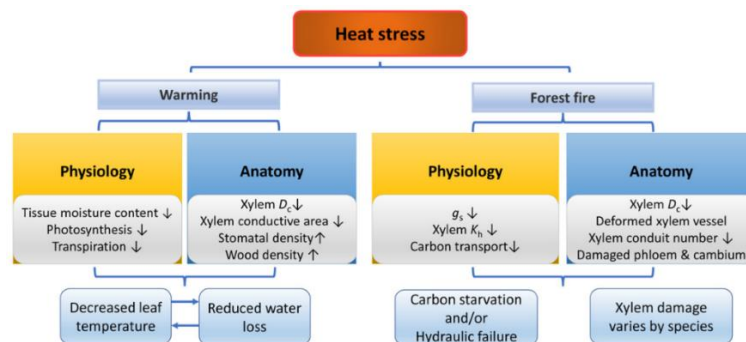 Heat stress
Warming
Forest fire
Physiology
Tissue moisture content ↓
Photosynthesis ↓
Transpiration ↓
Anatomy
Xylem Dc↓
Xylem conductive area ↓
Stomatal density↑
Wood density ↑
Physiology
gs ↓
Xylem Kh ↓
Carbon transport↓
Anatomy
Xylem Dc↓
Deformed xylem vessel
Xylem conduit number ↓
Damaged phloem & cambium
Decreased leaf
temperature
Reduced water
loss
Carbon starvation
and/or
Hydraulic failure
Xylem damage
varies by species